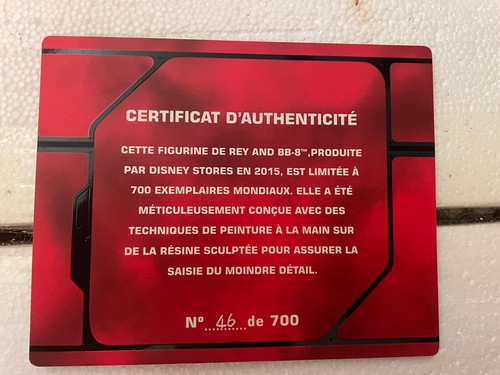 CERTIFICAT D'AUTHENTICITÉ
CETTE FIGURINE DE REY AND BB-8™,PRODUITE
PAR DISNEY STORES EN 2015, EST LIMITÉE À
700 EXEMPLAIRES MONDIAUX. ELLE A ÉTÉ
MÉTICULEUSEMENT CONÇUE AVEC DES
TECHNIQUES DE PEINTURE À LA MAIN SUR
DE LA RÉSINE SCULPTÉE POUR ASSURER LA
SAISIE DU MOINDRE DÉTAIL.
Nº...46...de 700